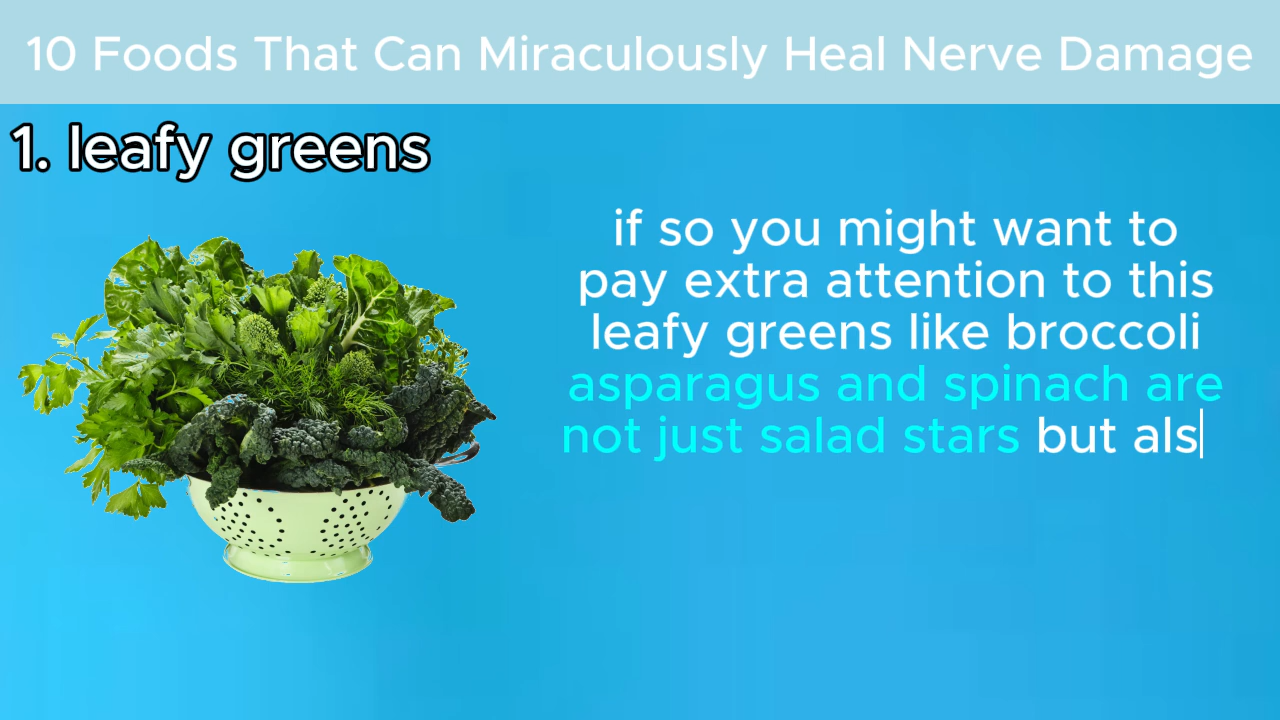 10 Foods That Can Miraculously Heal Nerve Damage
1. leafy greens
if so you might want to
pay extra attention to this
leafy greens like broccoli
asparagus and spinach are
not just salad stars but als